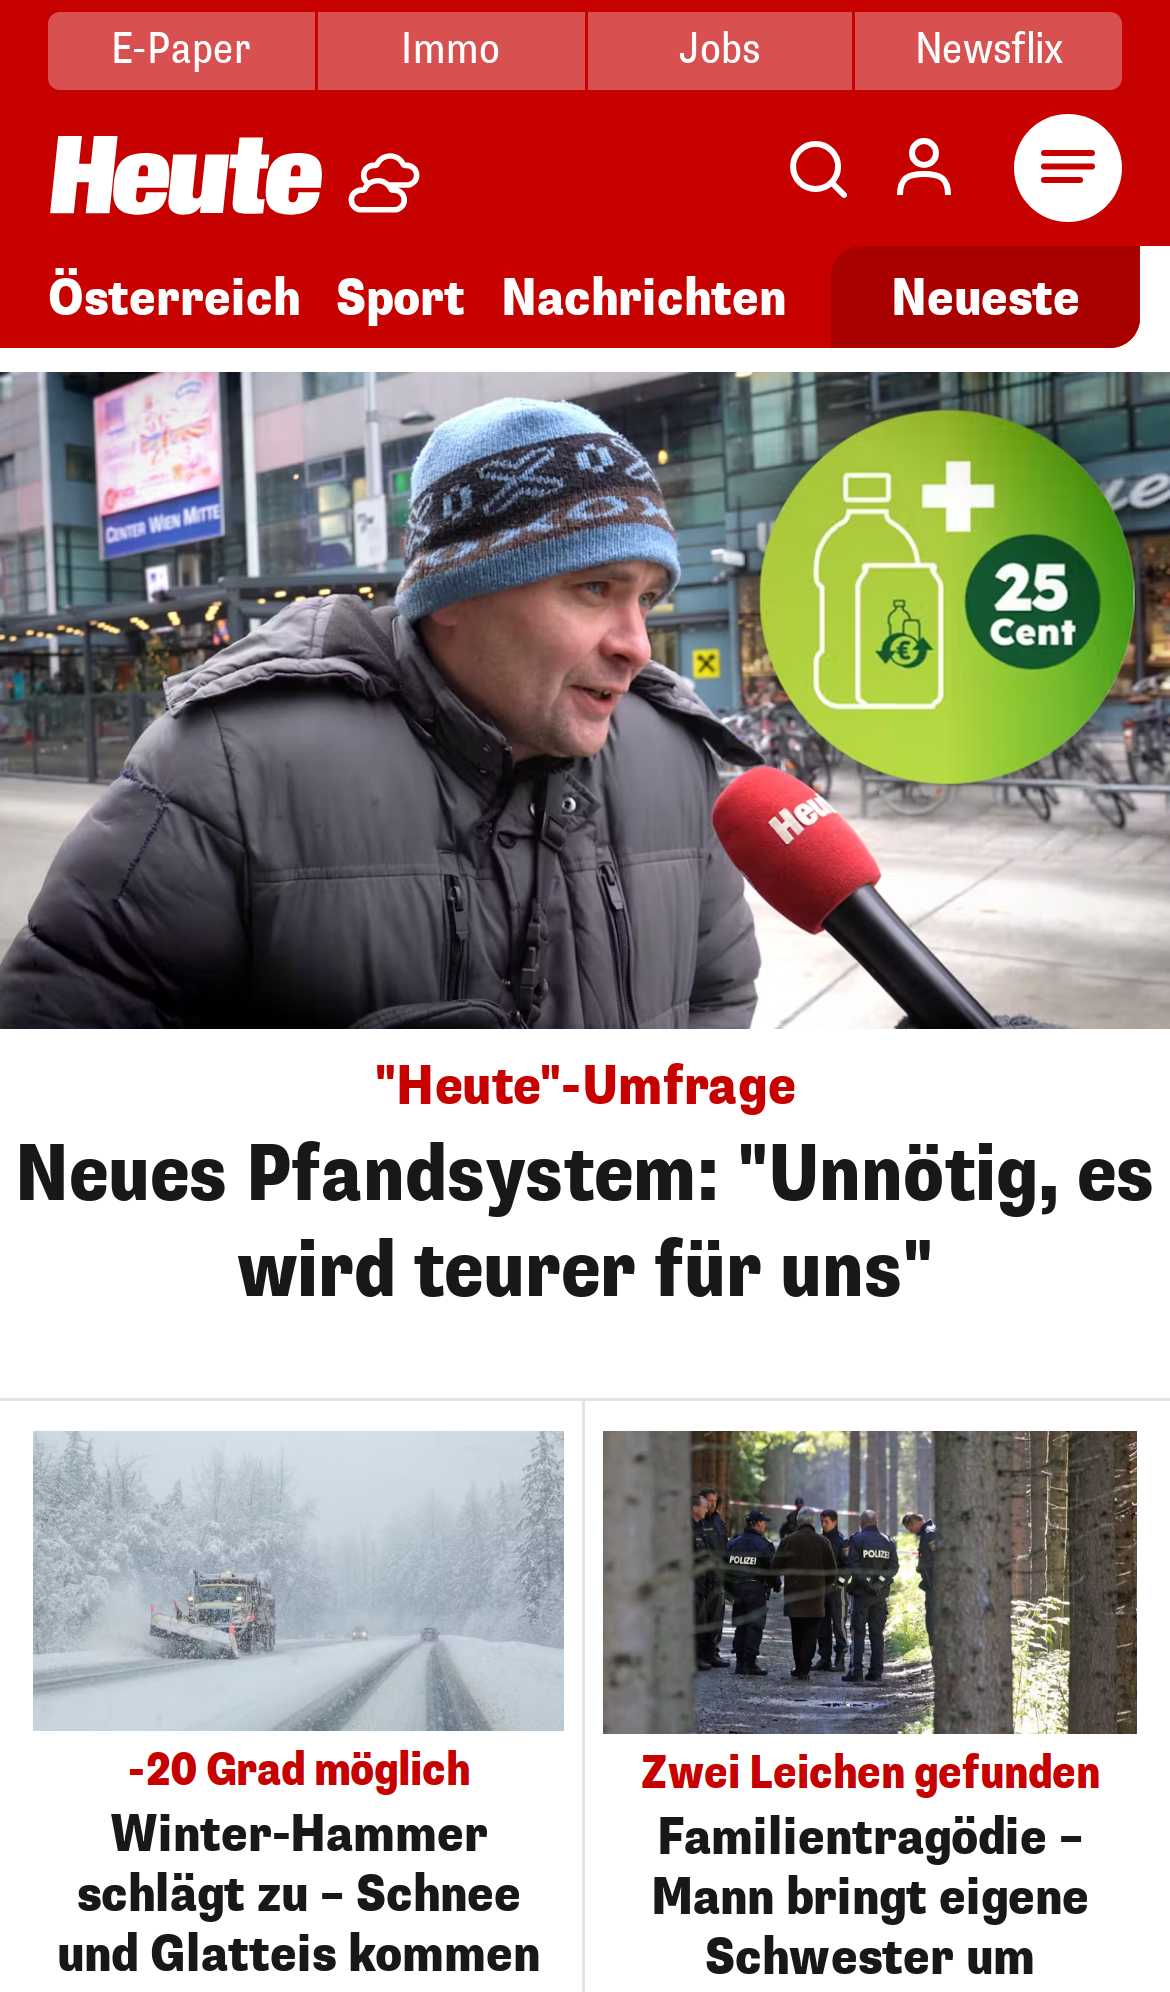 E-Paper
Immo
Jobs
Newsflix
Heute
Österreich
Sport
Nachrichten
Neueste
CENTER WIEN MITTE
25
Cent
"Heute"-Umfrage
Neues Pfandsystem: "Unnötig, es
wird teurer für uns"
POLIZEI
POLIZEI
-20 Grad möglich
Winter-Hammer
schlägt zu – Schnee
und Glatteis kommen
Zwei Leichen gefunden
Familientragödie –
Mann bringt eigene
Schwester um